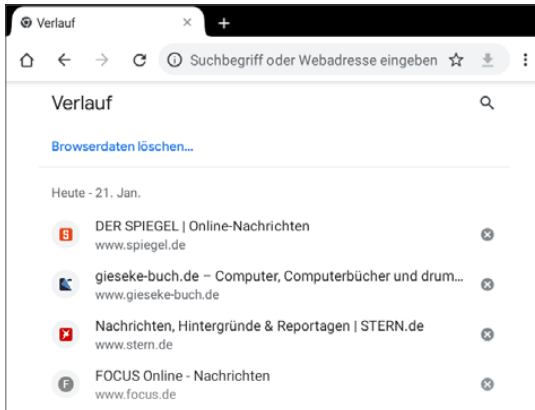 Verlauf
Suchbegriff oder Webadresse eingeben
Verlauf
Browserdaten löschen...
Heute - 21. Jan.
S
DER SPIEGEL | Online-Nachrichten
www.spiegel.de
gieseke-buch.de – Computer, Computerbücher und drum...
www.gieseke-buch.de
Nachrichten, Hintergründe & Reportagen | STERN.de
www.stern.de
F
FOCUS Online - Nachrichten
www.focus.de